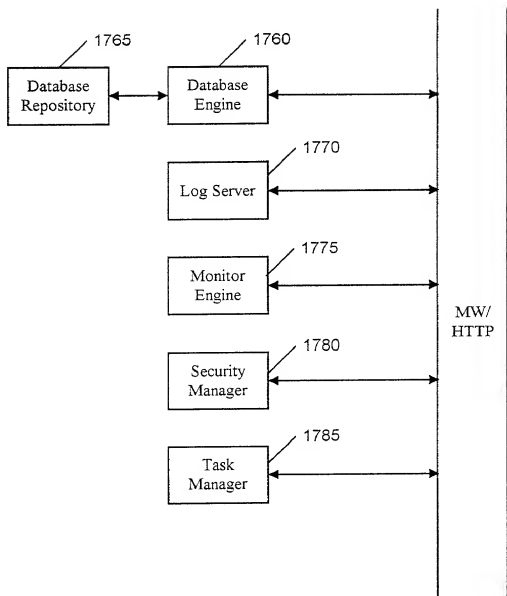 1765
1760
Database
Repository
Database
Engine
1770
Log Server
1775
Monitor
Engine
MW/
HTTP
1780
Security
Manager
1785
Task
Manager